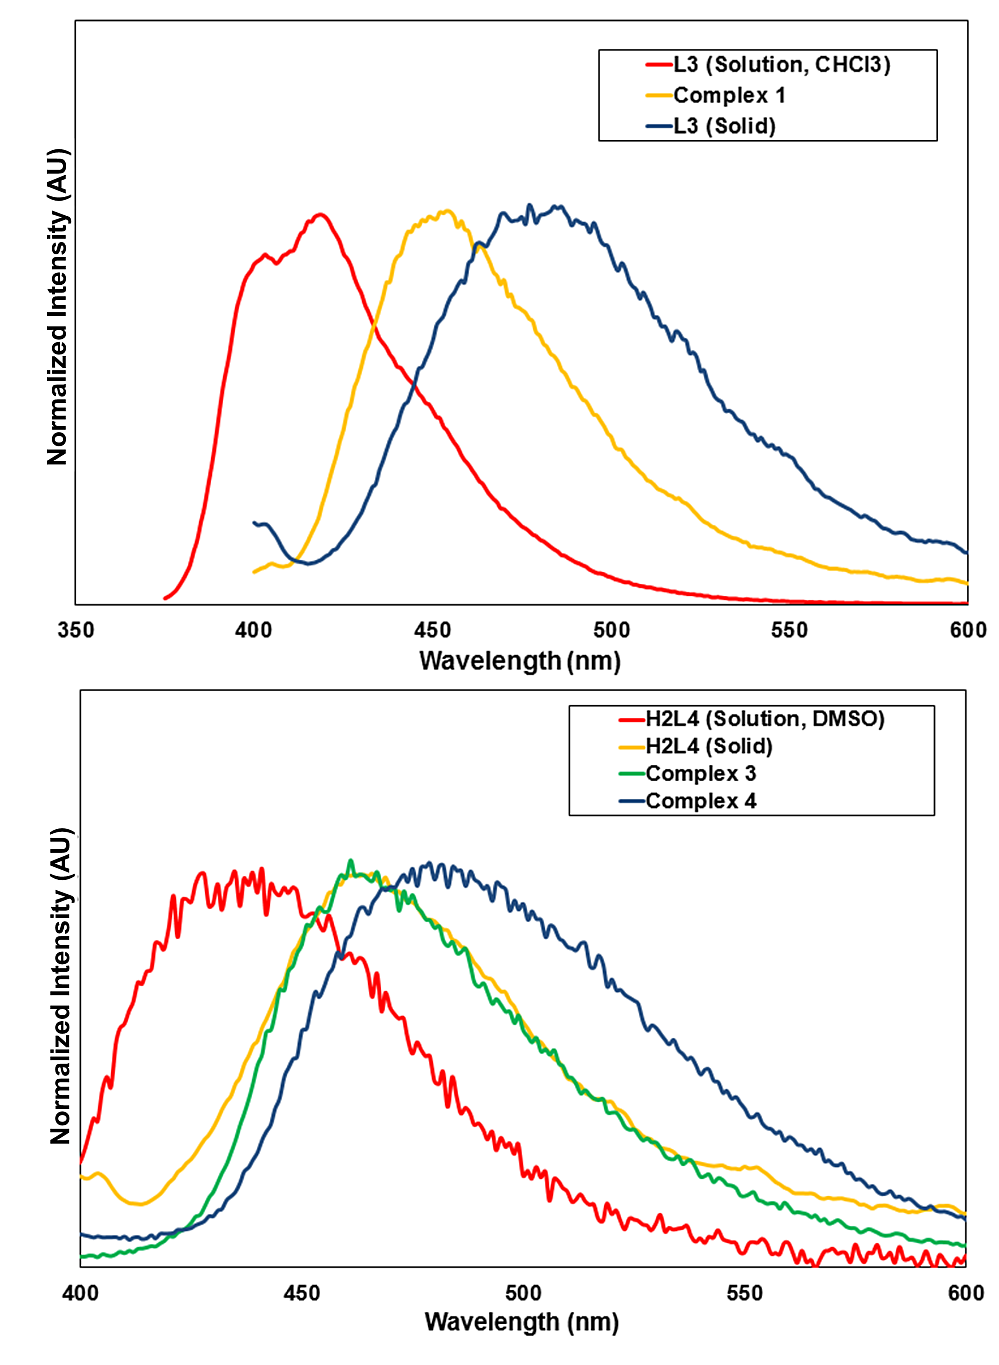 Normalized Intensity (AU)
L3 (Solution, CHCl3)
Complex 1
L3 (Solid)
350 400 450 500 550 600
Wavelength (nm)
Normalized Intensity (AU)
H2L4 (Solution, DMSO)
H2L4 (Solid)
Complex 3
Complex 4
400 450 500 550 600
Wavelength (nm)